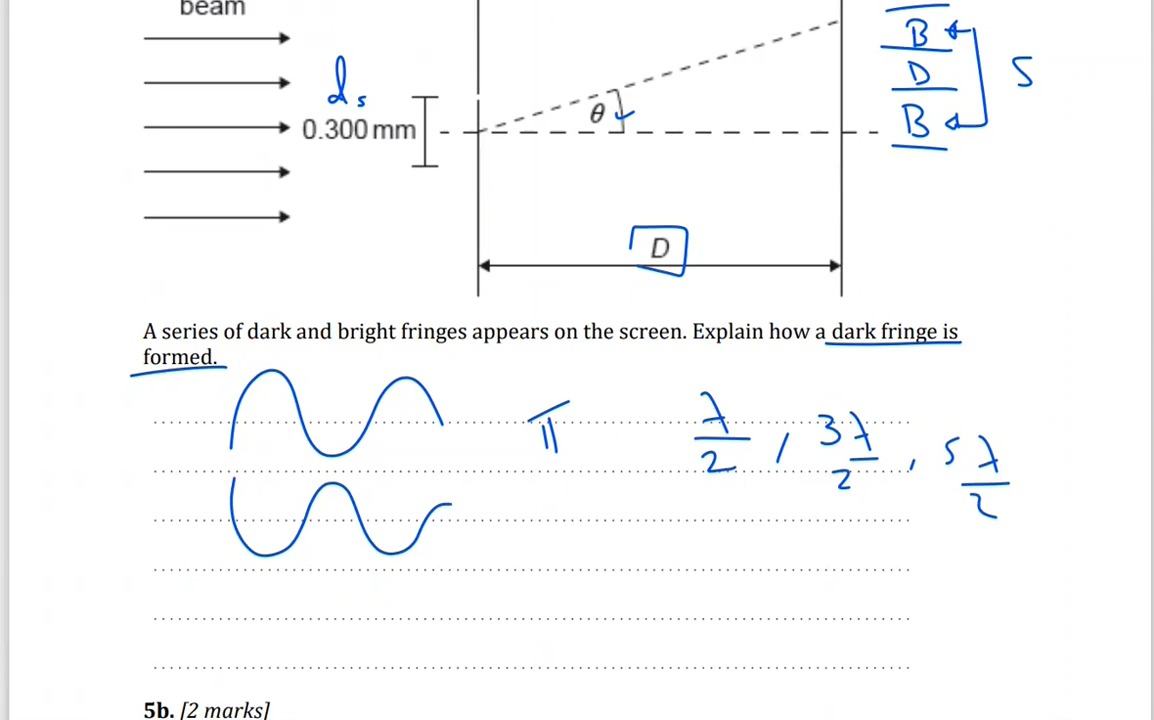 beam
B
D
S
d s
0.300 mm
θ
B
D
A series of dark and bright fringes appears on the screen. Explain how a dark fringe is
formed.
π
λ/2 , 3λ/2 , 5λ/2
5b. [2 marks]